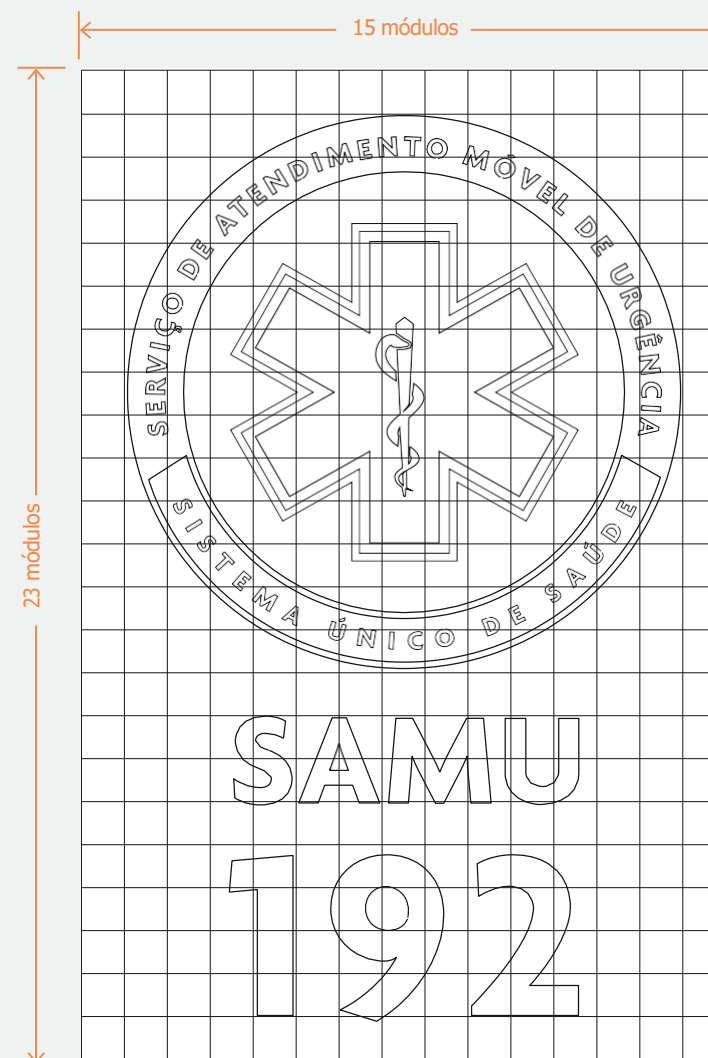 15 módulos
23 módulos
SERVIÇO DE ATENDIMENTO MÓVEL DE URGÊNCIA
SISTEMA ÚNICO DE SAÚDE
SAMU
192